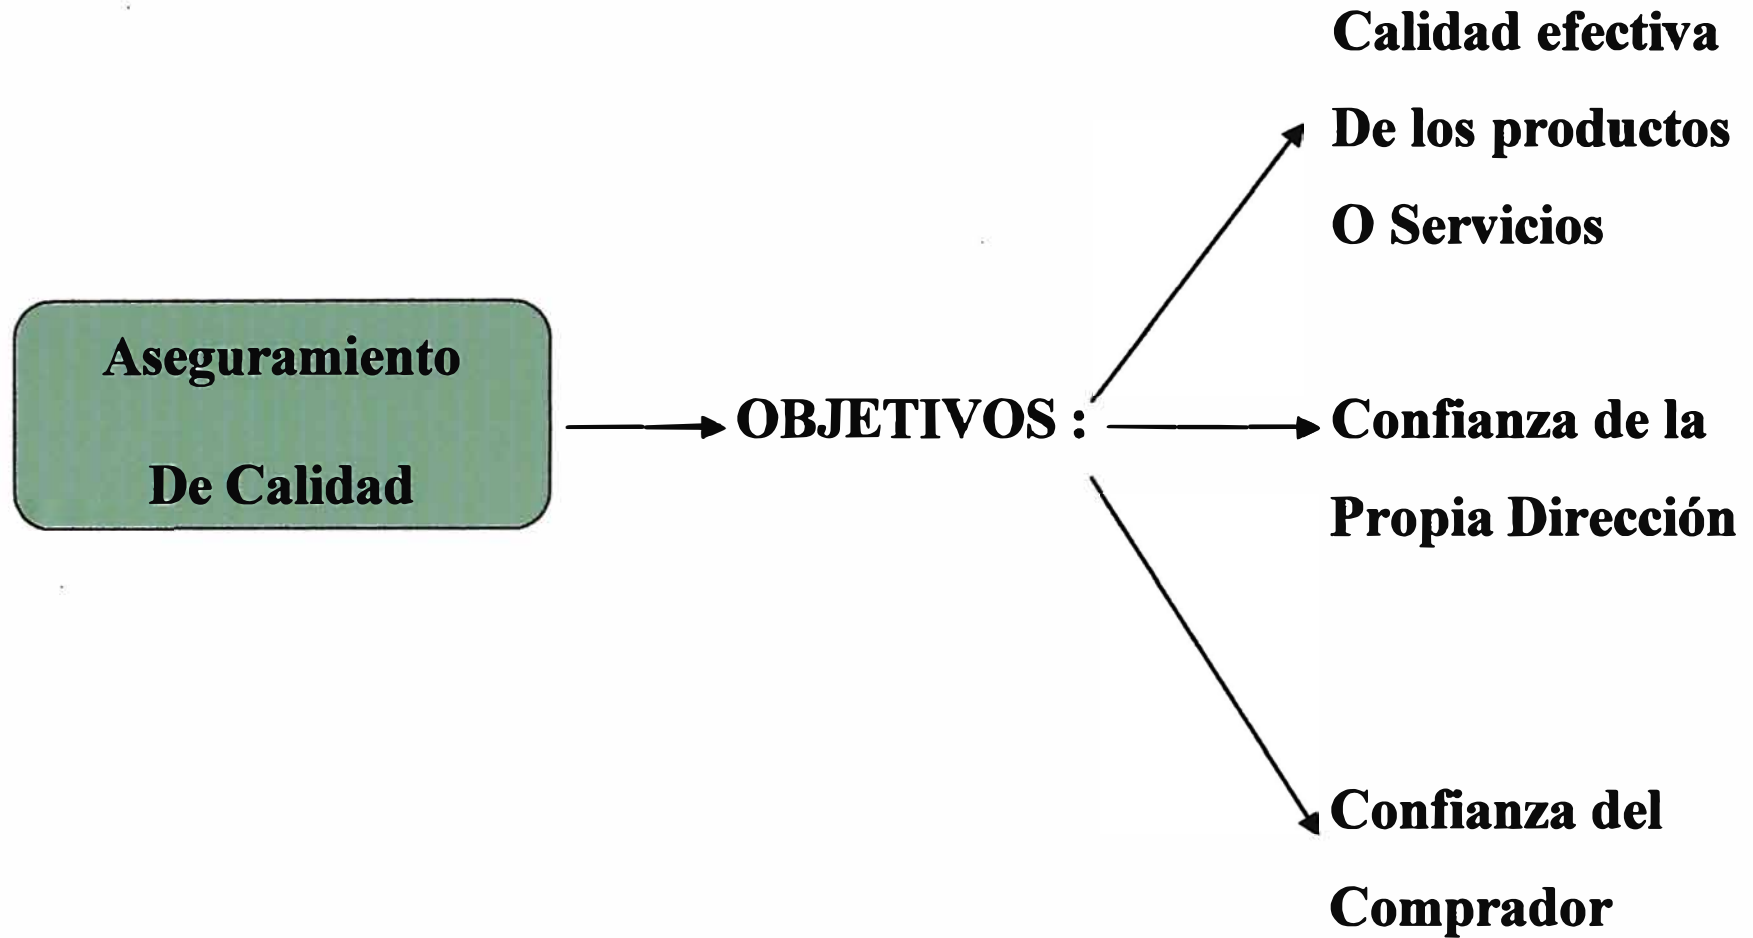 Aseguramiento
De Calidad
OBJETIVOS :
Calidad efectiva
De los productos
O Servicios
Confianza de la
Propia Dirección
Confianza del
Comprador